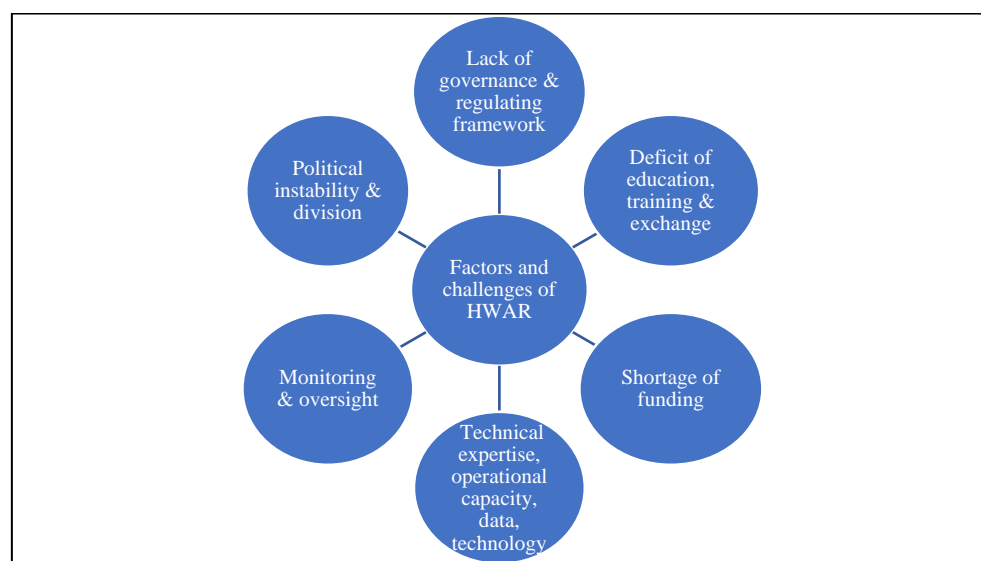 Lack of
governance &
regulating
framework
Political
instability &
division
Deficit of
education,
training &
exchange
Factors and
challenges of
HWAR
Monitoring
& oversight
Shortage of
funding
Technical
expertise,
operational
capacity,
data,
technology